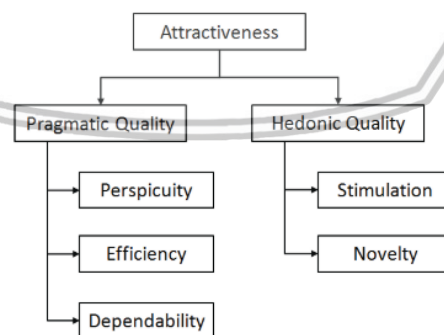 Attractiveness
Pragmatic Quality
Hedonic Quality
Perspicuity
Stimulation
Efficiency
Novelty
Dependability